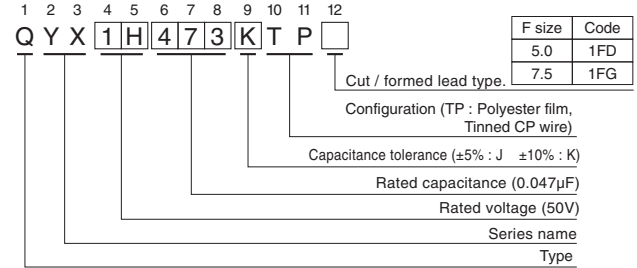 1 2 3 4 5 6 7 8 9 10 11 12
Q Y X 1 H 4 7 3 K T P
F size Code
5.0 1FD
7.5 1FG
Cut / formed lead type.
Configuration (TP : Polyester film,
Tinned CP wire)
Capacitance tolerance (±5% : J ±10% : K)
Rated capacitance (0.047µF)
Rated voltage (50V)
Series name
Type